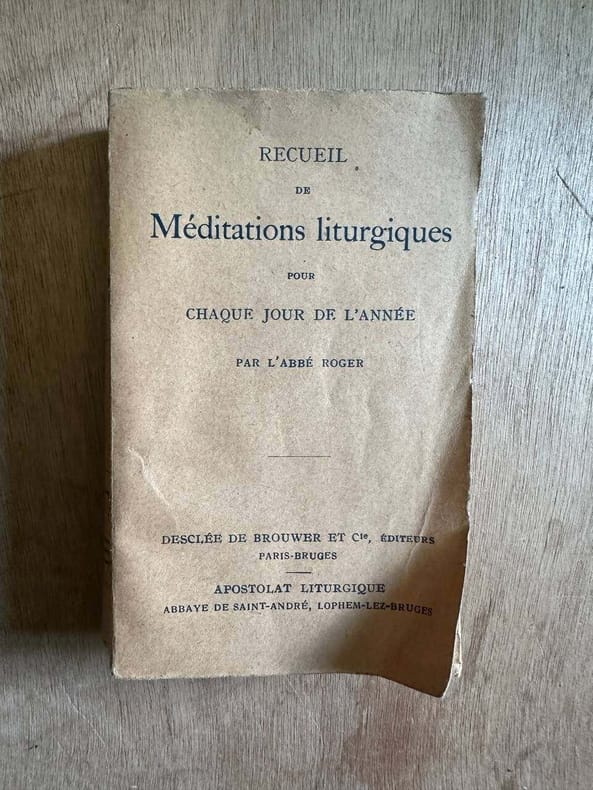 RECUEIL
DE
Méditations liturgiques
POUR
CHAQUE JOUR DE L'ANNÉE
PAR L'ABBÉ ROGER
DESCLÉE DE BROUWER ET Cie, ÉDITEURS
PARIS-BRUGES
APOSTOLAT LITURGIQUE
ABBAYE DE SAINT-ANDRÉ, LOPHEM-LEZ-BRUGES